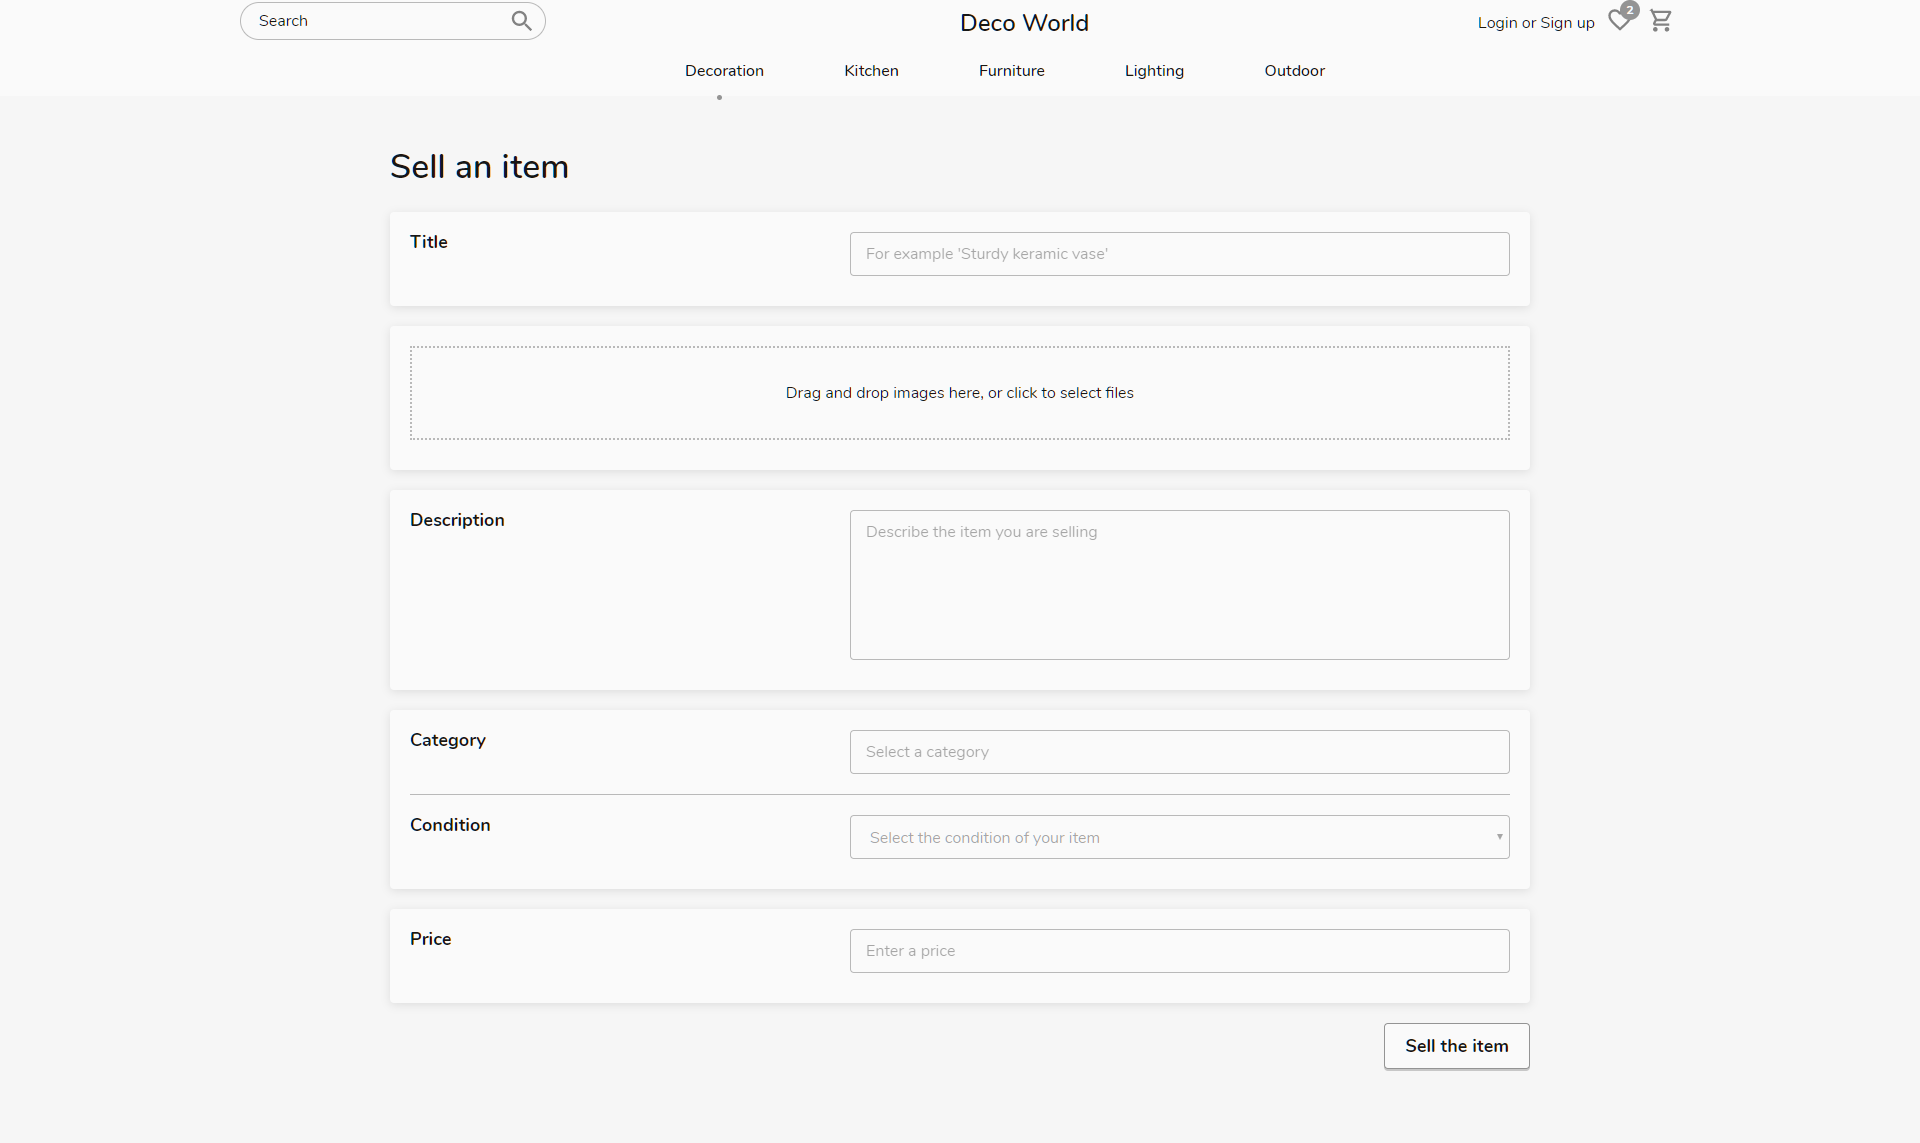 Search
Deco World
Login or Sign up
2
Decoration
Kitchen
Furniture
Lighting
Outdoor
Sell an item
Title
For example 'Sturdy keramic vase'
Drag and drop images here, or click to select files
Description
Describe the item you are selling
Category
Select a category
Condition
Select the condition of your item
Price
Enter a price
Sell the item